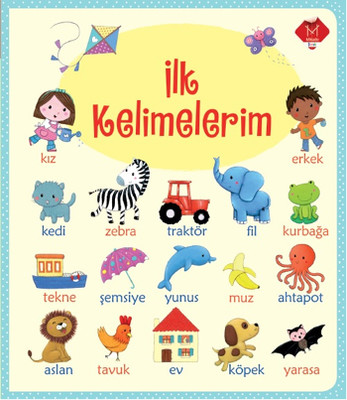 İlk
Kelimelerim
kız
erkek
kedi zebra traktör fil kurbağa
tekne şemsiye yunus muz ahtapot
aslan tavuk ev köpek yarasa